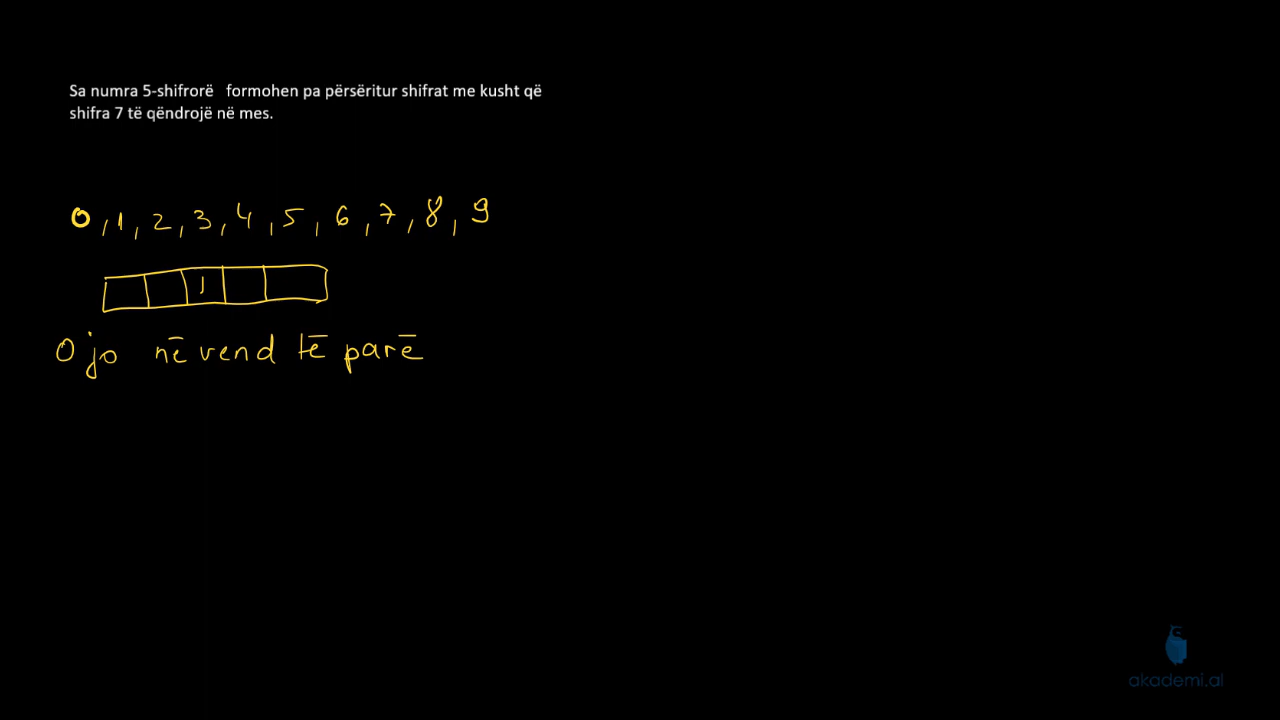 Sa numra 5-shifrorë formohen pa përsëritur shifrat me kusht që
shifra 7 të qëndrojë në mes.
0, 1, 2, 3, 4, 5, 6, 7, 8, 9
1
0 jo në vend të parë
akademi.al